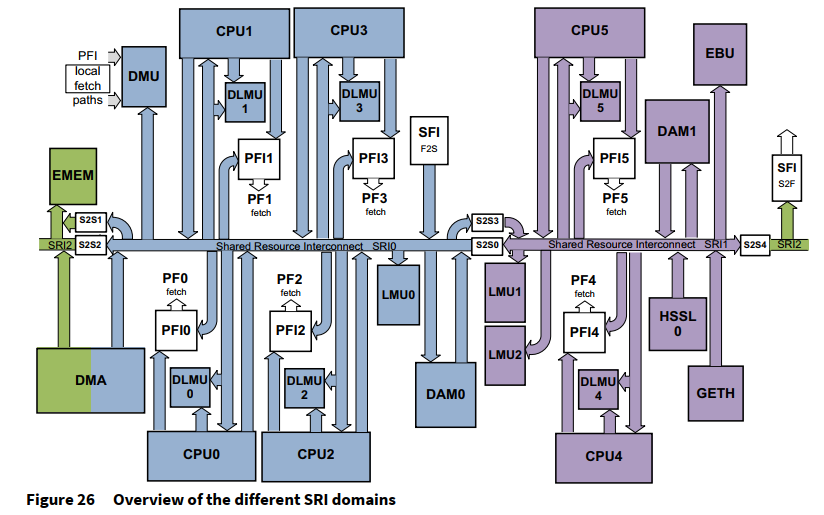 CPU1
CPU3
CPU5
EBU
PFI
local
fetch
paths
DMU
DLMU
1
DLMU
3
DLMU
5
SFI
F2S
DAM1
EMEM
PFI1
PFI3
PFI5
SFI
S2F
PF1
fetch
PF3
fetch
PF5
fetch
S2S1
S2S3
SRI2
S2S2
Shared Resource Interconnect SRI0
S2S0
Shared Resource Interconnect SRI1
S2S4
SRI2
PF0
fetch
PF2
fetch
LMU0
LMU1
PF4
fetch
HSSL
0
PFI0
PFI2
PFI4
LMU2
DMA
DLMU
0
DLMU
2
DAM0
DLMU
4
GETH
CPU0
CPU2
CPU4
Figure 26 Overview of the different SRI domains